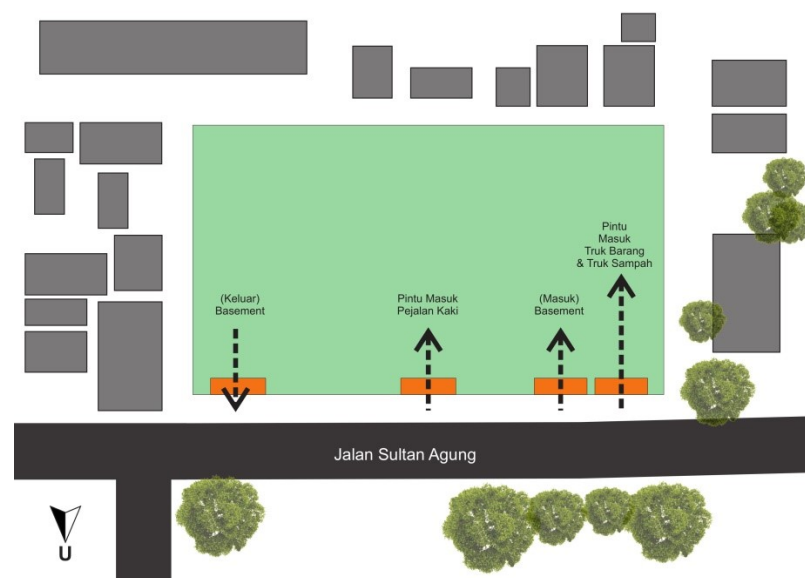 Pintu
Masuk
Truk Barang
& Truk Sampah
(Keluar)
Basement
Pintu Masuk
Pejalan Kaki
(Masuk)
Basement
Jalan Sultan Agung
U